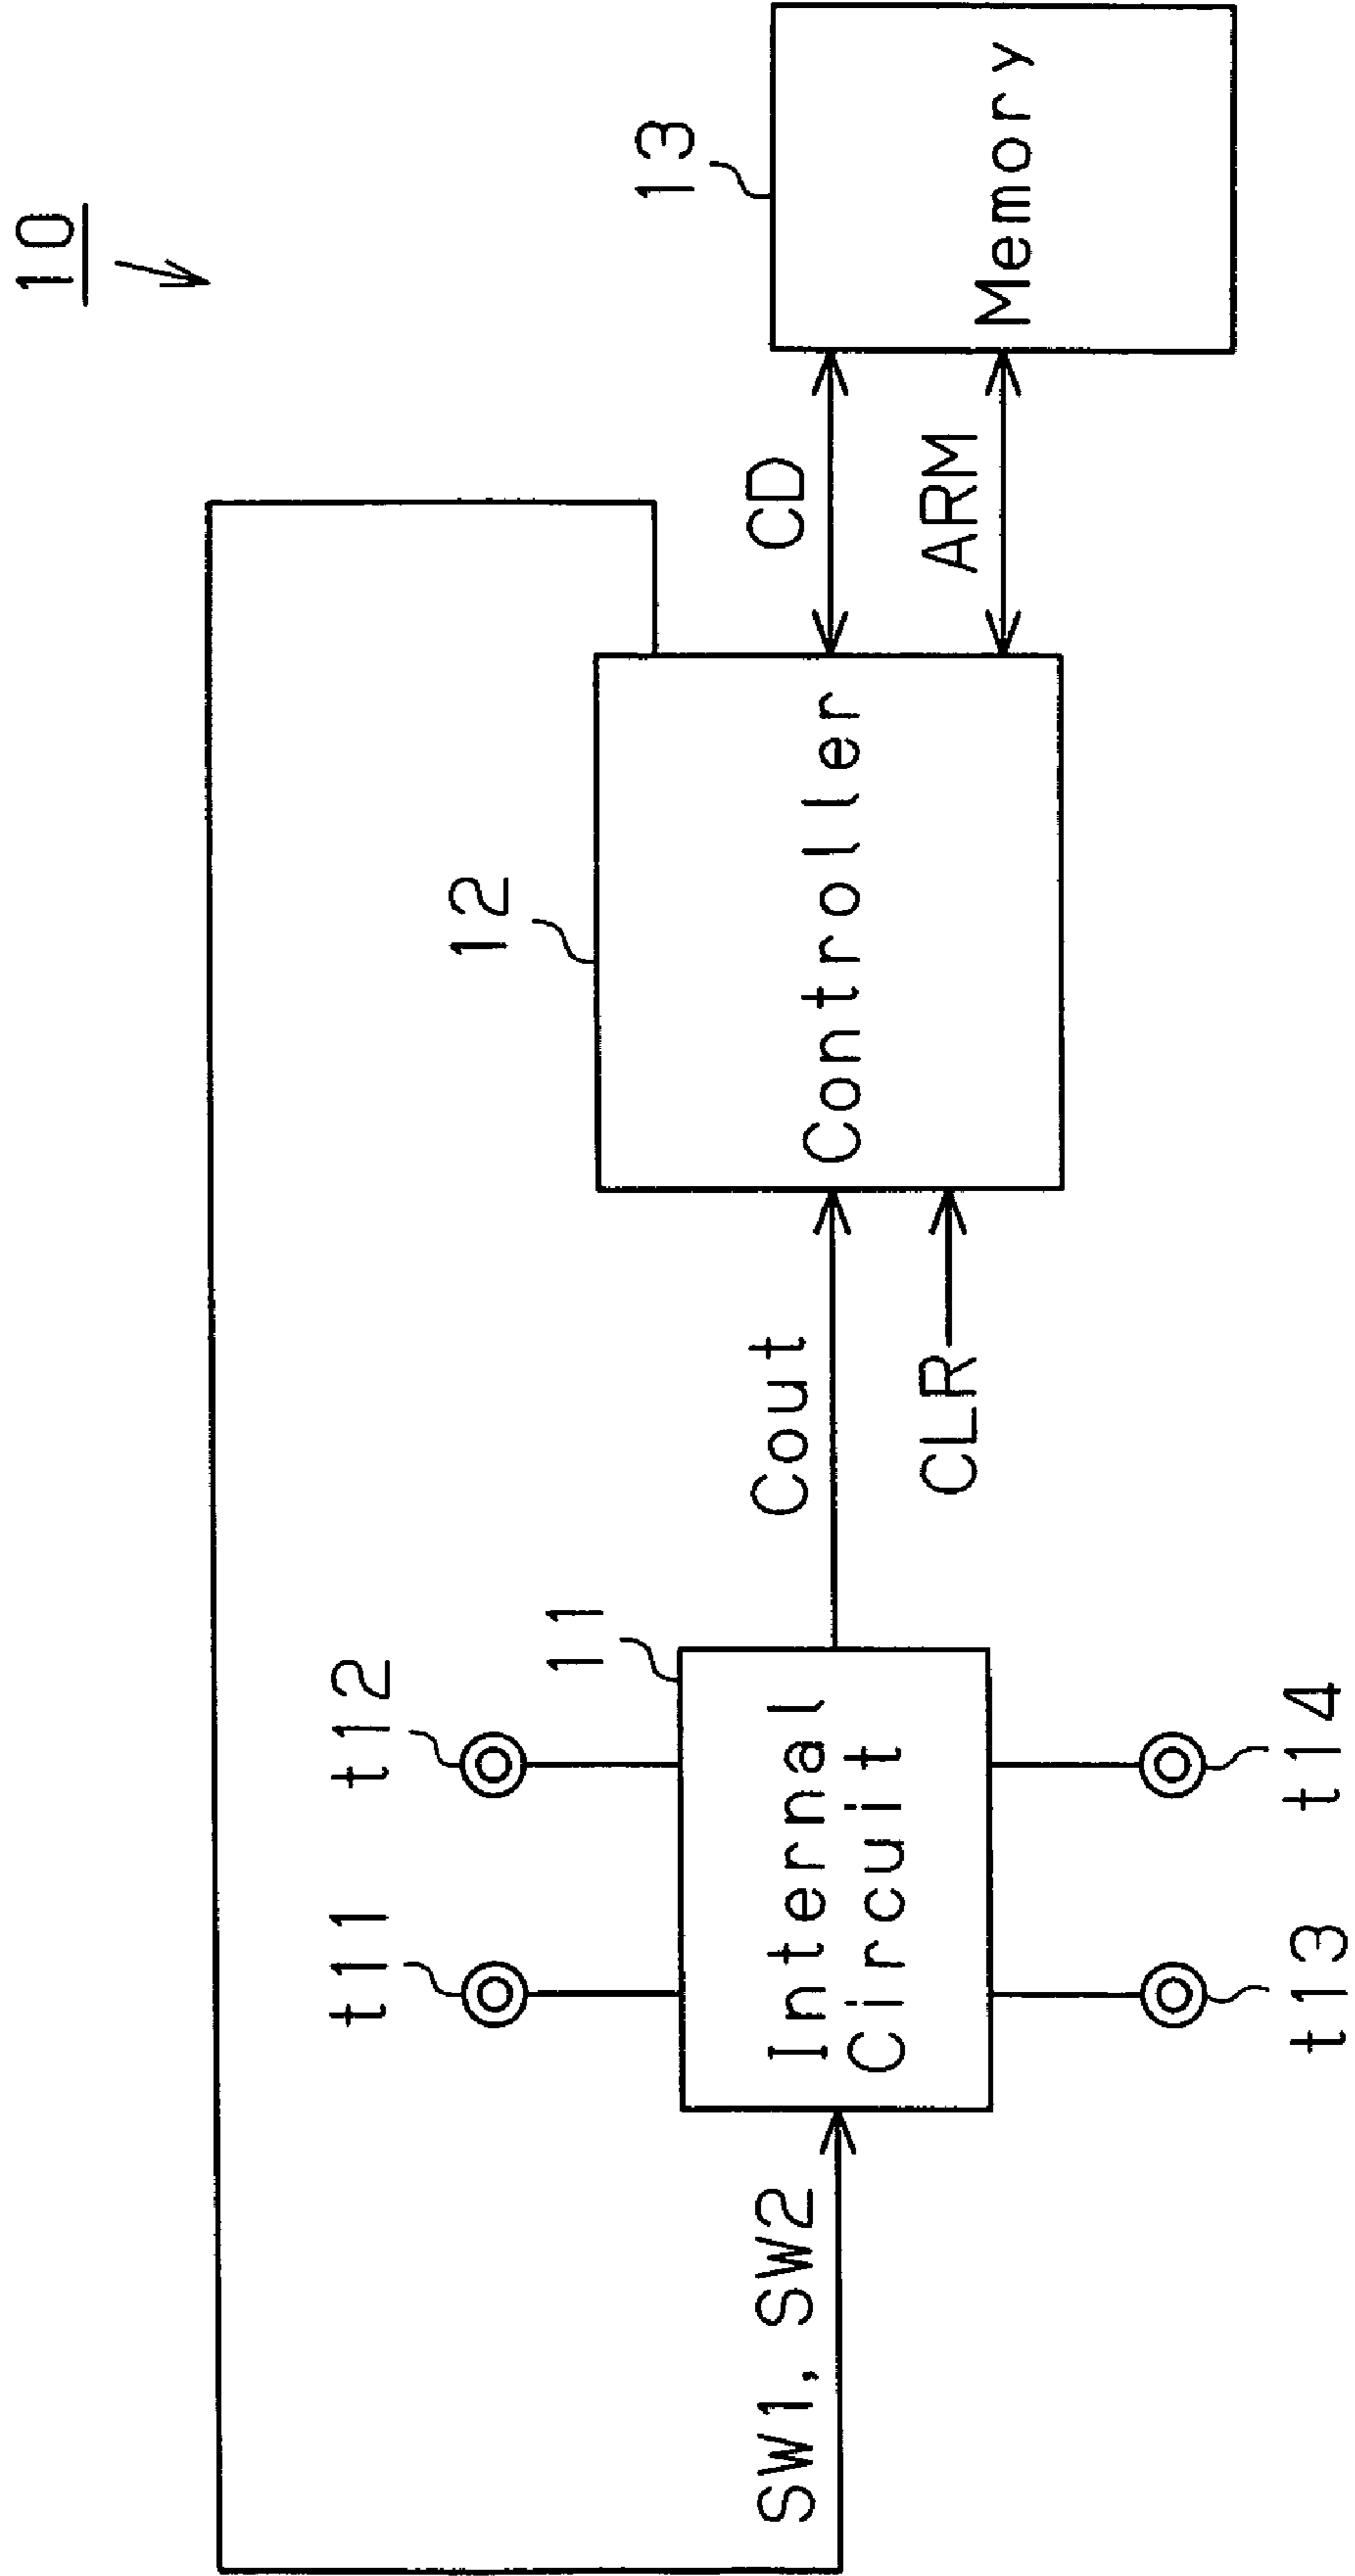 10
13
12
CD
Memory
ARM
Controller
t11
t12
11
Cout
CLR
SW1, SW2
Internal
Circuit
t13
t14